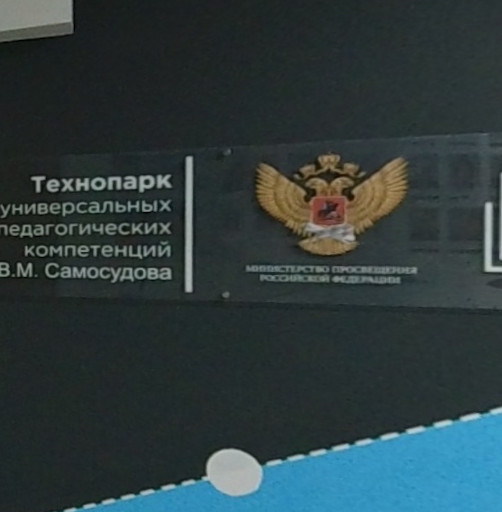 Технопарк
универсальных
педагогических
компетенций
В.М. Самосудова
МИНИСТЕРСТВО ПРОСВЕЩЕНИЯ
РОССИЙСКОЙ ФЕДЕРАЦИИ